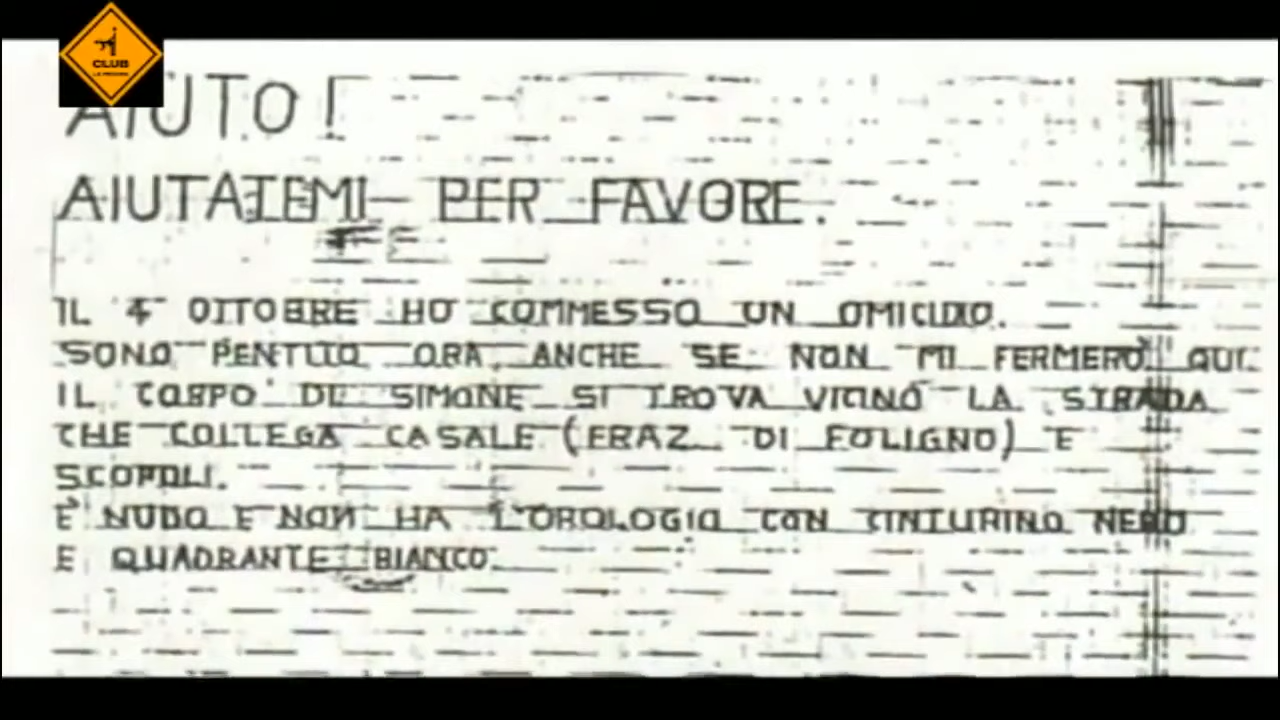 CLUB
AIUTO!
AIUTATEMI PER FAVORE.
IL 4 OTTOBRE HO COMMESSO UN OMICIDIO.
SONO PENTITO ORA, ANCHE SE NON MI FERMERÒ QUI.
IL CORPO DI SIMONE SI TROVA VICINO LA STRADA
CHE COLLEGA CASALE (FRAZ. DI FOLIGNO) E
SCOPOLI.
È NUDO E NON HA L'OROLOGIO CON CINTURINO NERO
E QUADRANTE BIANCO.